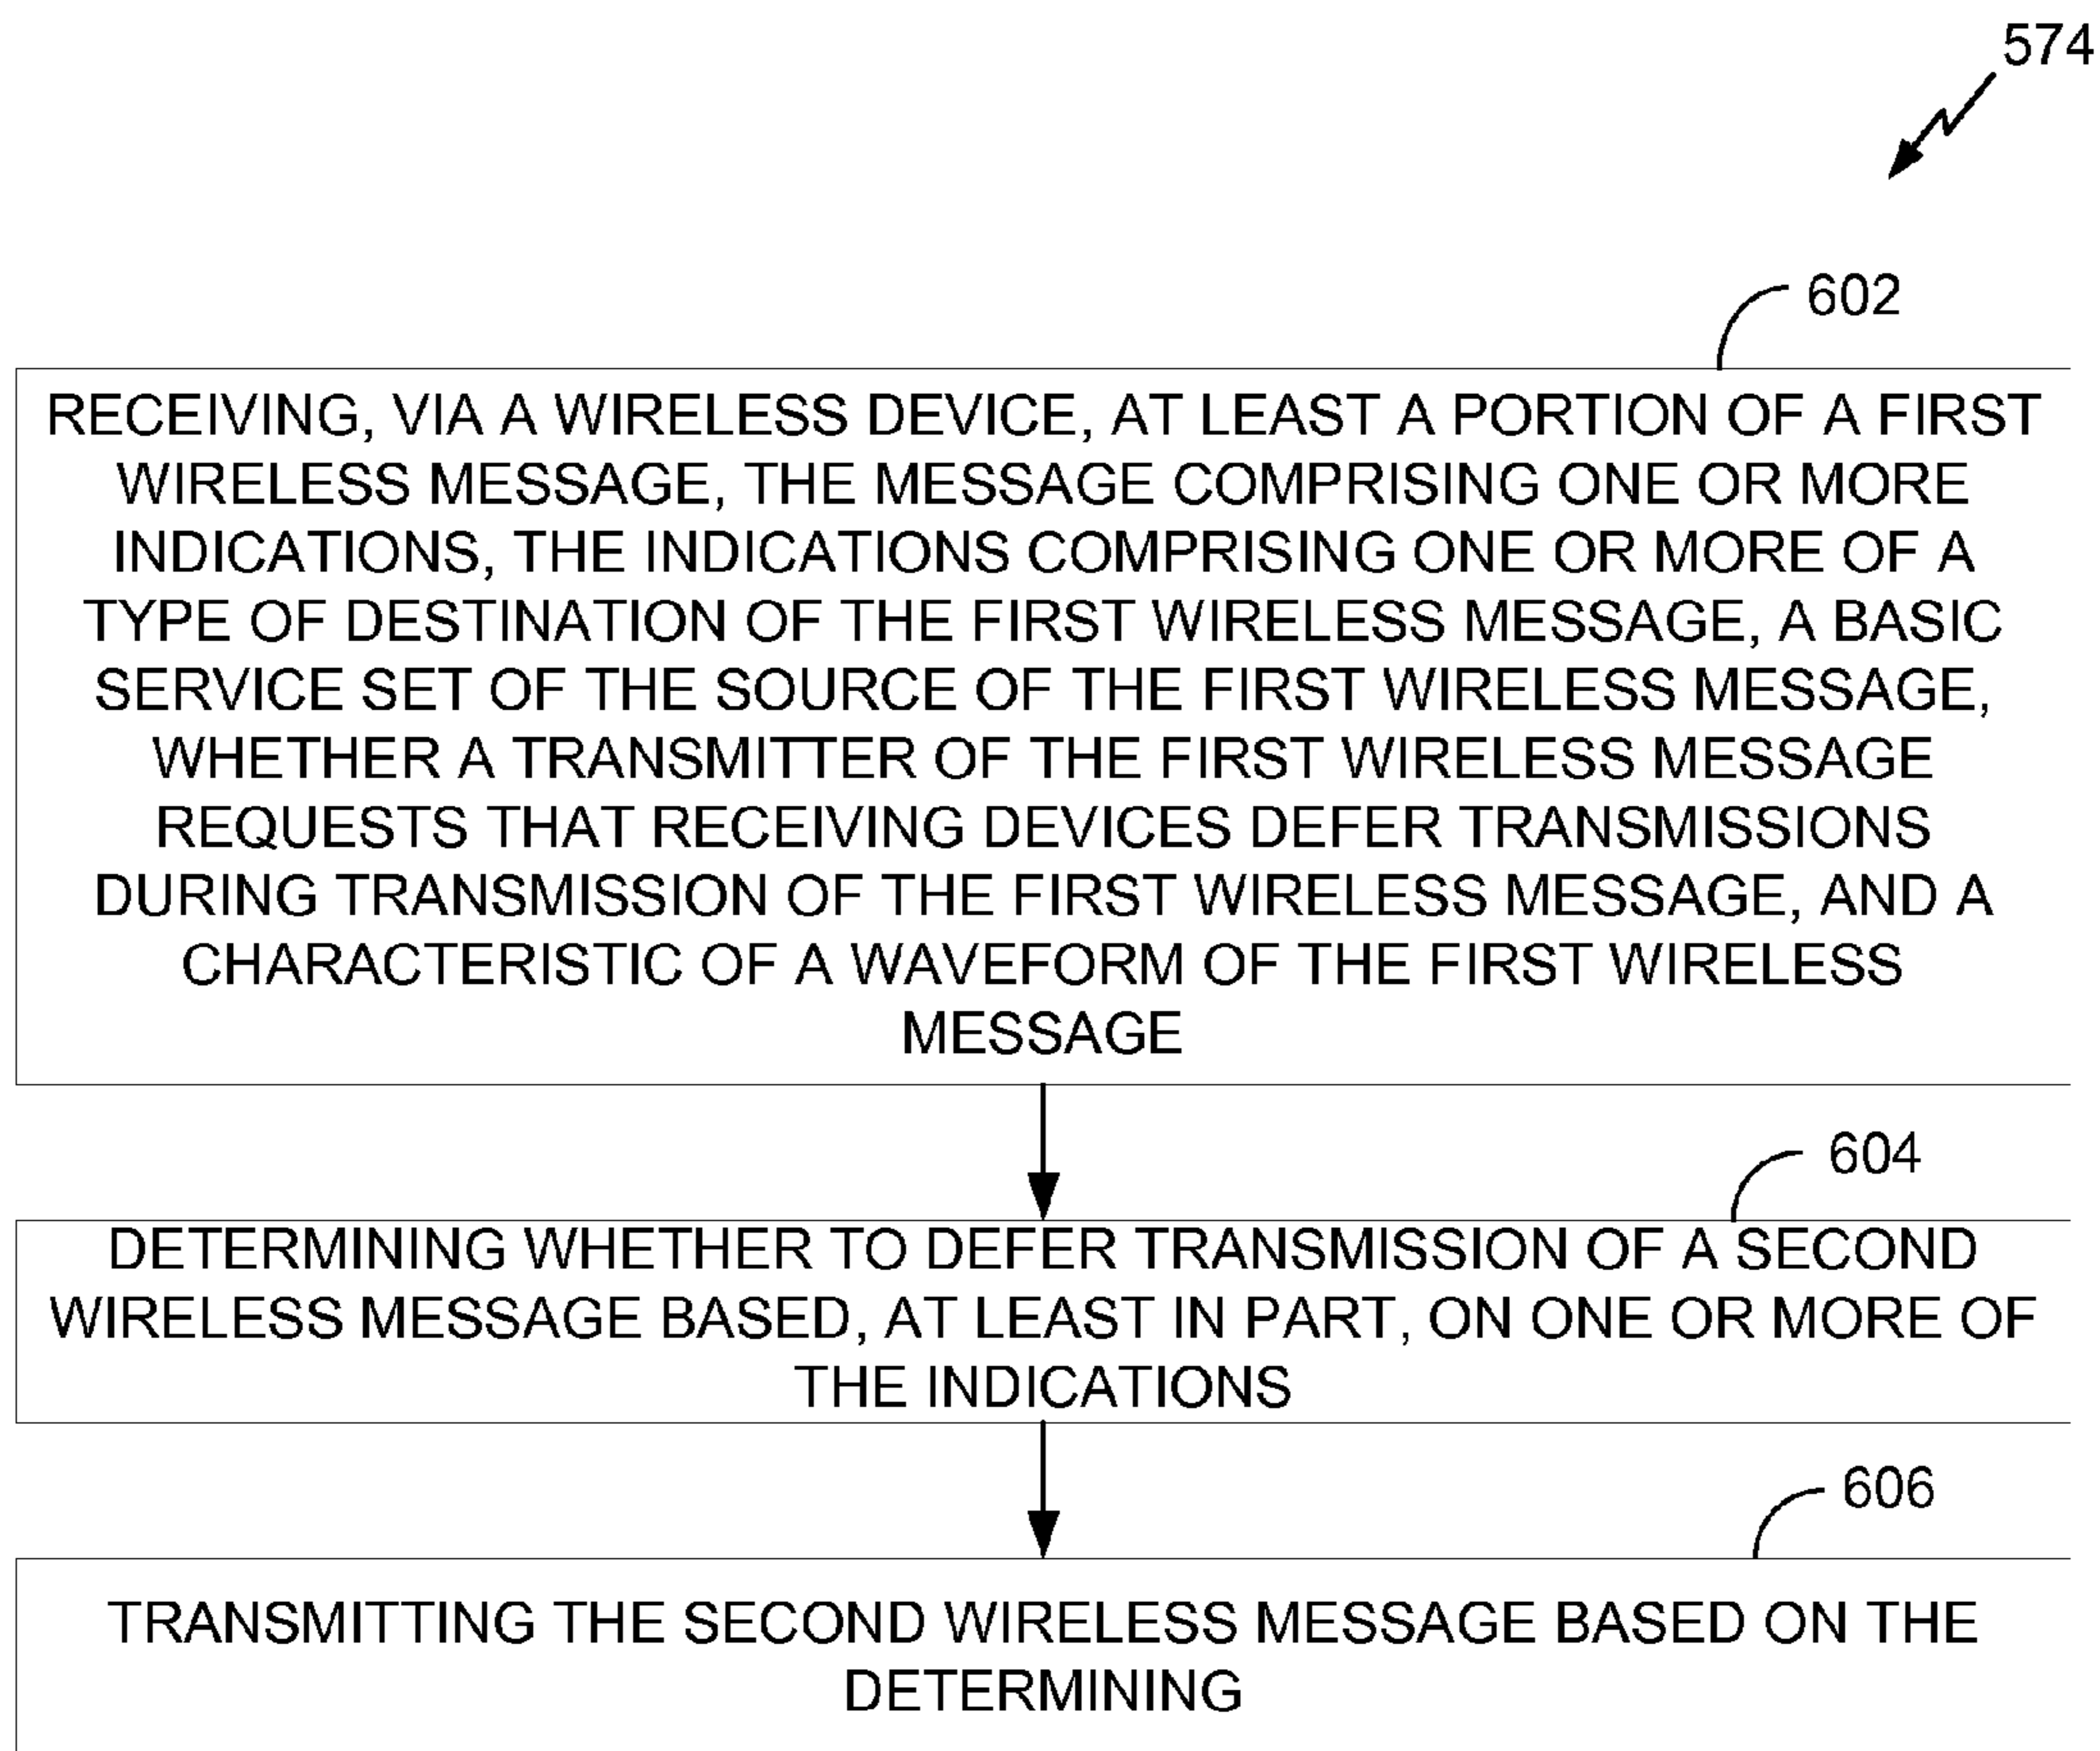 574
602
RECEIVING, VIA A WIRELESS DEVICE, AT LEAST A PORTION OF A FIRST
WIRELESS MESSAGE, THE MESSAGE COMPRISING ONE OR MORE
INDICATIONS, THE INDICATIONS COMPRISING ONE OR MORE OF A
TYPE OF DESTINATION OF THE FIRST WIRELESS MESSAGE, A BASIC
SERVICE SET OF THE SOURCE OF THE FIRST WIRELESS MESSAGE,
WHETHER A TRANSMITTER OF THE FIRST WIRELESS MESSAGE
REQUESTS THAT RECEIVING DEVICES DEFER TRANSMISSIONS
DURING TRANSMISSION OF THE FIRST WIRELESS MESSAGE, AND A
CHARACTERISTIC OF A WAVEFORM OF THE FIRST WIRELESS
MESSAGE
604
DETERMINING WHETHER TO DEFER TRANSMISSION OF A SECOND
WIRELESS MESSAGE BASED, AT LEAST IN PART, ON ONE OR MORE OF
THE INDICATIONS
606
TRANSMITTING THE SECOND WIRELESS MESSAGE BASED ON THE
DETERMINING